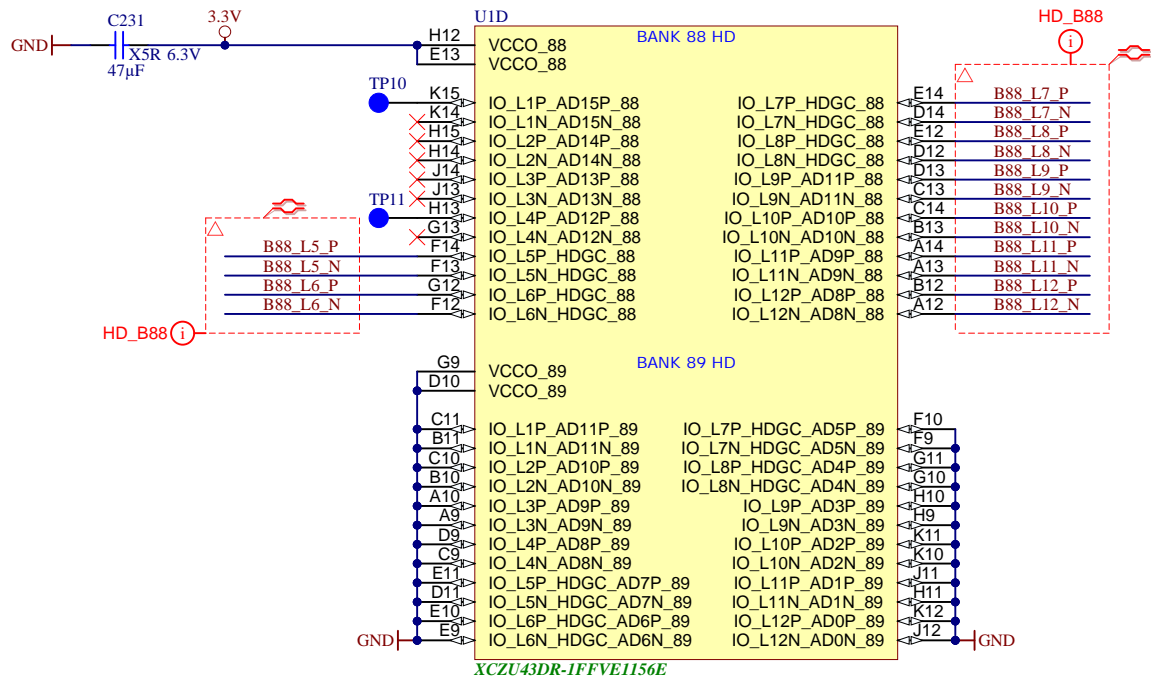 C231
3.3V
GND
X5R 6.3V
47µF
U1D
BANK 88 HD
H12 VCCO_88
E13 VCCO_88
TP10
K15 IO_L1P_AD15P_88
K14 IO_L1N_AD15N_88
H15 IO_L2P_AD14P_88
H14 IO_L2N_AD14N_88
J14 IO_L3P_AD13P_88
J13 IO_L3N_AD13N_88
TP11
H13 IO_L4P_AD12P_88
G13 IO_L4N_AD12N_88
B88_L5_P F14 IO_L5P_HDGC_88
B88_L5_N F13 IO_L5N_HDGC_88
B88_L6_P G12 IO_L6P_HDGC_88
B88_L6_N F12 IO_L6N_HDGC_88
HD_B88 i
HD_B88
i
IO_L7P_HDGC_88 E14 B88_L7_P
IO_L7N_HDGC_88 D14 B88_L7_N
IO_L8P_HDGC_88 E12 B88_L8_P
IO_L8N_HDGC_88 D12 B88_L8_N
IO_L9P_AD11P_88 D13 B88_L9_P
IO_L9N_AD11N_88 C13 B88_L9_N
IO_L10P_AD10P_88 C14 B88_L10_P
IO_L10N_AD10N_88 B13 B88_L10_N
IO_L11P_AD9P_88 A14 B88_L11_P
IO_L11N_AD9N_88 A13 B88_L11_N
IO_L12P_AD8P_88 B12 B88_L12_P
IO_L12N_AD8N_88 A12 B88_L12_N
BANK 89 HD
G9 VCCO_89
D10 VCCO_89
C11 IO_L1P_AD11P_89
B11 IO_L1N_AD11N_89
C10 IO_L2P_AD10P_89
B10 IO_L2N_AD10N_89
A10 IO_L3P_AD9P_89
A9 IO_L3N_AD9N_89
D9 IO_L4P_AD8P_89
C9 IO_L4N_AD8N_89
E11 IO_L5P_HDGC_AD7P_89
D11 IO_L5N_HDGC_AD7N_89
E10 IO_L6P_HDGC_AD6P_89
GND E9 IO_L6N_HDGC_AD6N_89
IO_L7P_HDGC_AD5P_89 F10
IO_L7N_HDGC_AD5N_89 F9
IO_L8P_HDGC_AD4P_89 G11
IO_L8N_HDGC_AD4N_89 G10
IO_L9P_AD3P_89 H10
IO_L9N_AD3N_89 H9
IO_L10P_AD2P_89 K11
IO_L10N_AD2N_89 K10
IO_L11P_AD1P_89 J11
IO_L11N_AD1N_89 H11
IO_L12P_AD0P_89 K12
IO_L12N_AD0N_89 J12 GND
XCZU43DR-1FFVE1156E